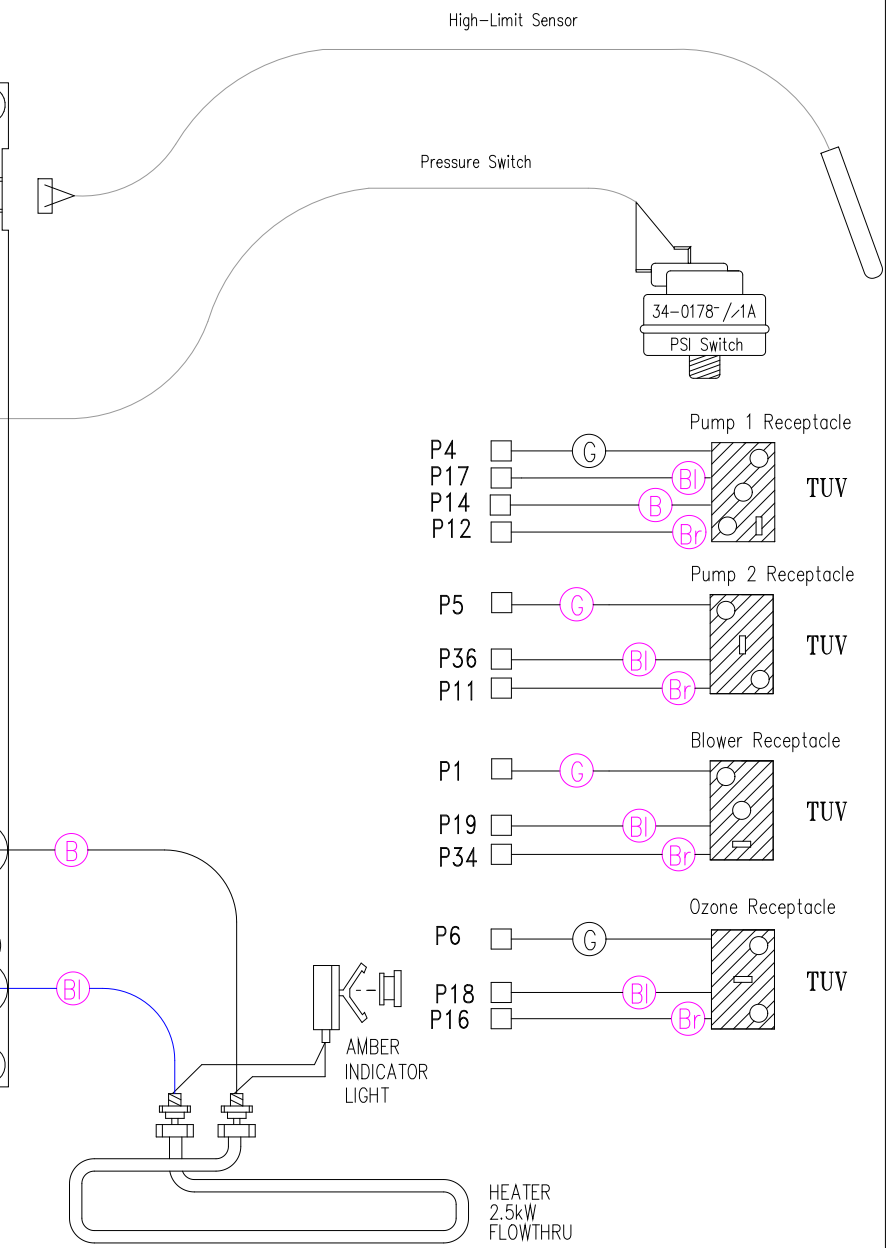 High-Limit Sensor
Pressure Switch
34-0178-/-1A
PSI Switch
Pump 1 Receptacle
P4 G
P17 Bl
P14 B
P12 Br
TUV
Pump 2 Receptacle
P5 G
P36 Bl
P11 Br
TUV
Blower Receptacle
P1 G
P19 Bl
P34 Br
TUV
Ozone Receptacle
P6 G
P18 Bl
P16 Br
TUV
B
Bl
AMBER
INDICATOR
LIGHT
HEATER
2.5kW
FLOWTHRU